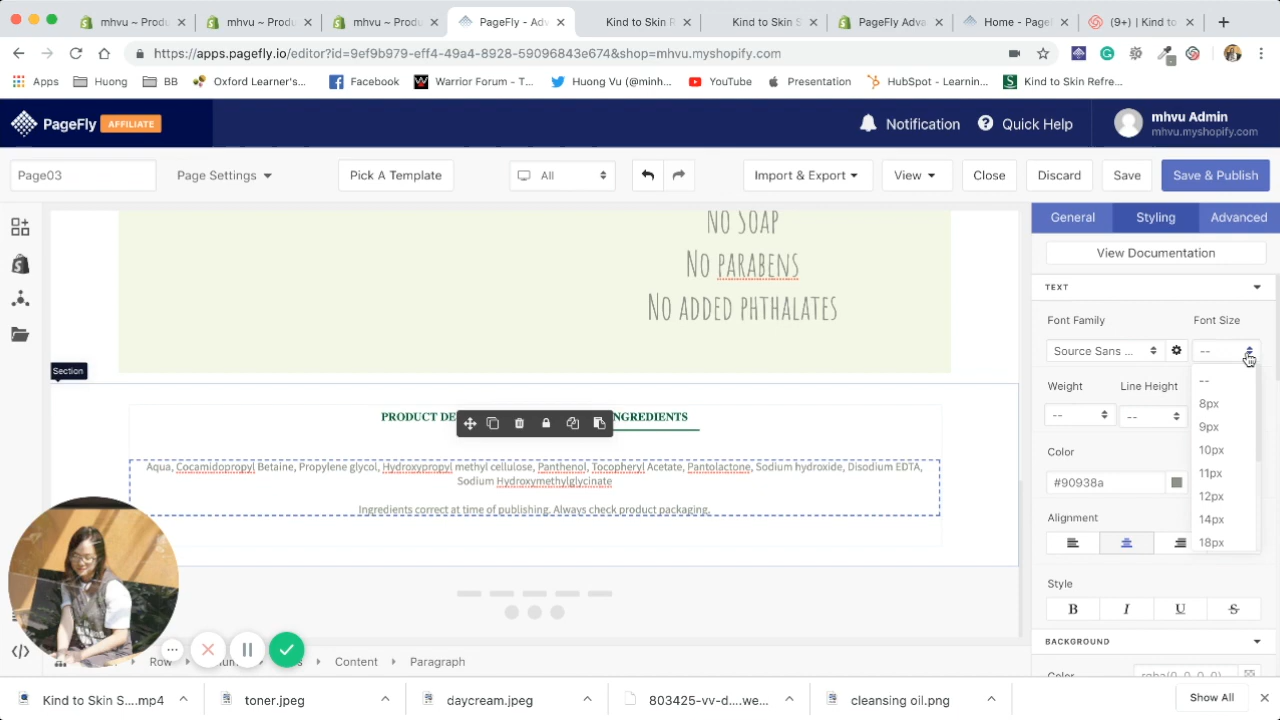 mhvu ~ Produ
mhvu ~ Produ
mhvu ~ Produ
PageFly - Adv
Kind to Skin R
Kind to Skin S
PageFly Adva
Home - PageF
(9+) | Kind to
https://apps.pagefly.io/editor?id=9ef9b979-eff4-49a4-8928-59096843e674&shop=mhvu.myshopify.com
Apps
Huong
BB
Oxford Learner's...
Facebook
Warrior Forum - T...
Huong Vu (@minh...
YouTube
Presentation
HubSpot - Learnin...
Kind to Skin Refre...
PageFly AFFILIATE
Notification
Quick Help
mhvu Admin
mhvu.myshopify.com
Page03
Page Settings
Pick A Template
All
Import & Export
View
Close
Discard
Save
Save & Publish
General
Styling
Advanced
View Documentation
TEXT
Font Family
Font Size
Source Sans ...
--
Weight
Line Height
--
--
Color
#90938a
Alignment
Style
B
I
U
S
BACKGROUND
Color
rgba(0, 0, 0, 0)
--
8px
9px
10px
11px
12px
14px
18px
No SOAP
No PARABENS
No ADDED PHTHALATES
Section
PRODUCT DE
NGREDIENTS
Aqua, Cocamidopropyl Betaine, Propylene glycol, Hydroxypropyl methyl cellulose, Panthenol, Tocopheryl Acetate, Pantolactone, Sodium hydroxide, Disodium EDTA,
Sodium Hydroxymethylglycinate
Ingredients correct at time of publishing. Always check product packaging.
Row
Content
Paragraph
Kind to Skin S....mp4
toner.jpeg
daycream.jpeg
803425-vv-d....we...
cleansing oil.png
Show All